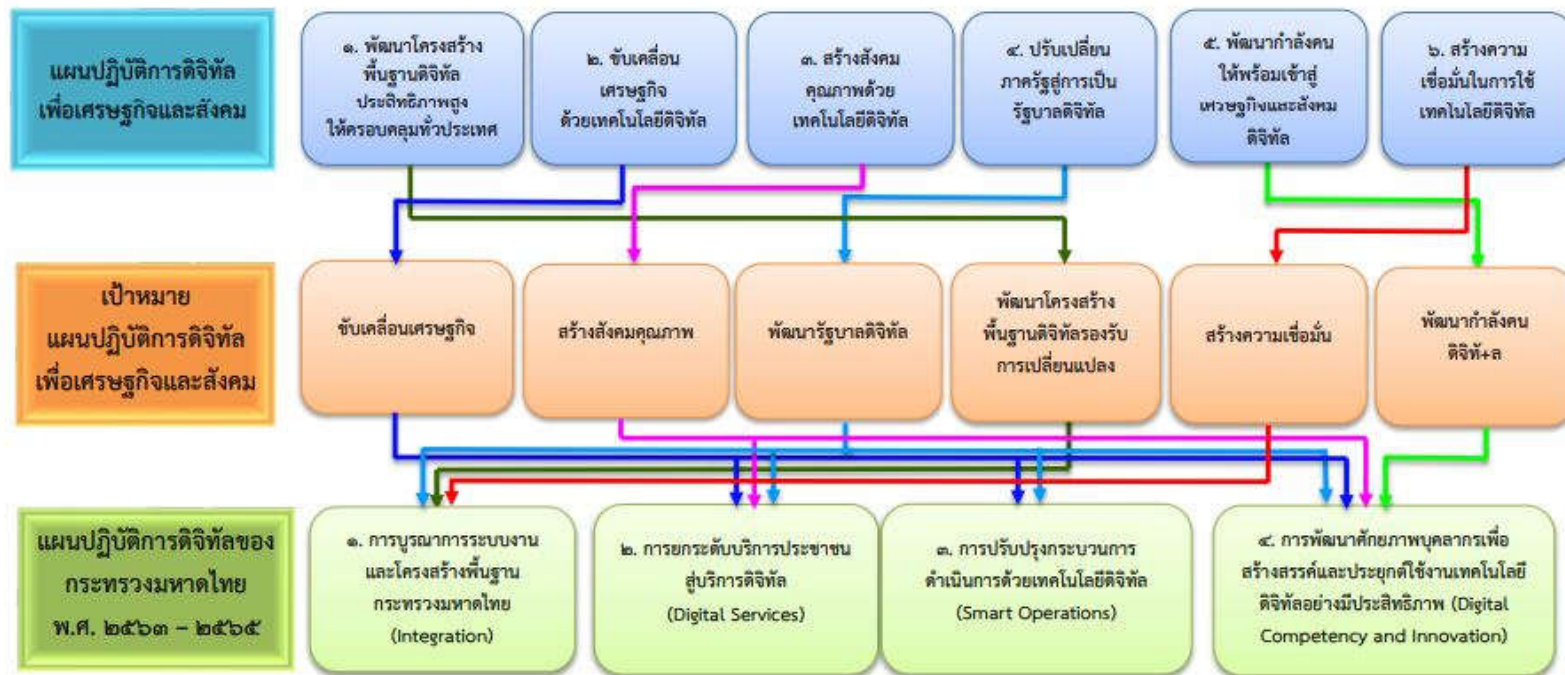 แผนปฏิบัติการดิจิทัล
เพื่อเศรษฐกิจและสังคม
๑. พัฒนาโครงสร้าง
พื้นฐานดิจิทัล
ประสิทธิภาพสูง
ให้ครอบคลุมทั่วประเทศ
๒. ขับเคลื่อน
เศรษฐกิจ
ด้วยเทคโนโลยีดิจิทัล
๓. สร้างสังคม
คุณภาพด้วย
เทคโนโลยีดิจิทัล
๔. ปรับเปลี่ยน
ภาครัฐสู่การเป็น
รัฐบาลดิจิทัล
๕. พัฒนากำลังคน
ให้พร้อมเข้าสู่
เศรษฐกิจและสังคม
ดิจิทัล
๖. สร้างความ
เชื่อมั่นในการใช้
เทคโนโลยีดิจิทัล
เป้าหมาย
แผนปฏิบัติการดิจิทัล
เพื่อเศรษฐกิจและสังคม
ขับเคลื่อนเศรษฐกิจ
สร้างสังคมคุณภาพ
พัฒนารัฐบาลดิจิทัล
พัฒนาโครงสร้าง
พื้นฐานดิจิทัลรองรับ
การเปลี่ยนแปลง
สร้างความเชื่อมั่น
พัฒนากำลังคน
ดิจิทั+ล
แผนปฏิบัติการดิจิทัลของ
กระทรวงมหาดไทย
พ.ศ. ๒๕๖๓ – ๒๕๖๕
๑. การบูรณาการระบบงาน
และโครงสร้างพื้นฐาน
กระทรวงมหาดไทย
(Integration)
๒. การยกระดับบริการประชาชน
สู่บริการดิจิทัล
(Digital Services)
๓. การปรับปรุงกระบวนการ
ดำเนินการด้วยเทคโนโลยีดิจิทัล
(Smart Operations)
๔. การพัฒนาศักยภาพบุคลากรเพื่อ
สร้างสรรค์และประยุกต์ใช้งานเทคโนโลยี
ดิจิทัลอย่างมีประสิทธิภาพ (Digital
Competency and Innovation)